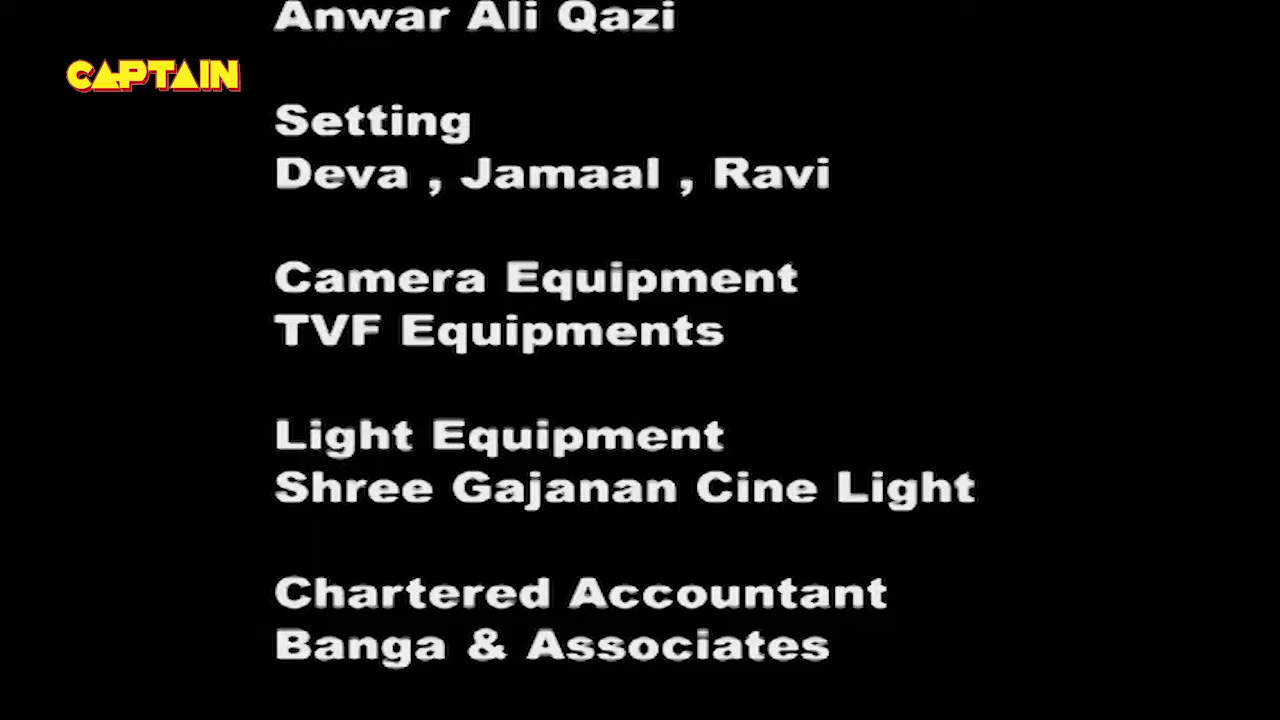 Anwar Ali Qazi
CAPTAIN
Setting
Deva , Jamaal , Ravi
Camera Equipment
TVF Equipments
Light Equipment
Shree Gajanan Cine Light
Chartered Accountant
Banga & Associates